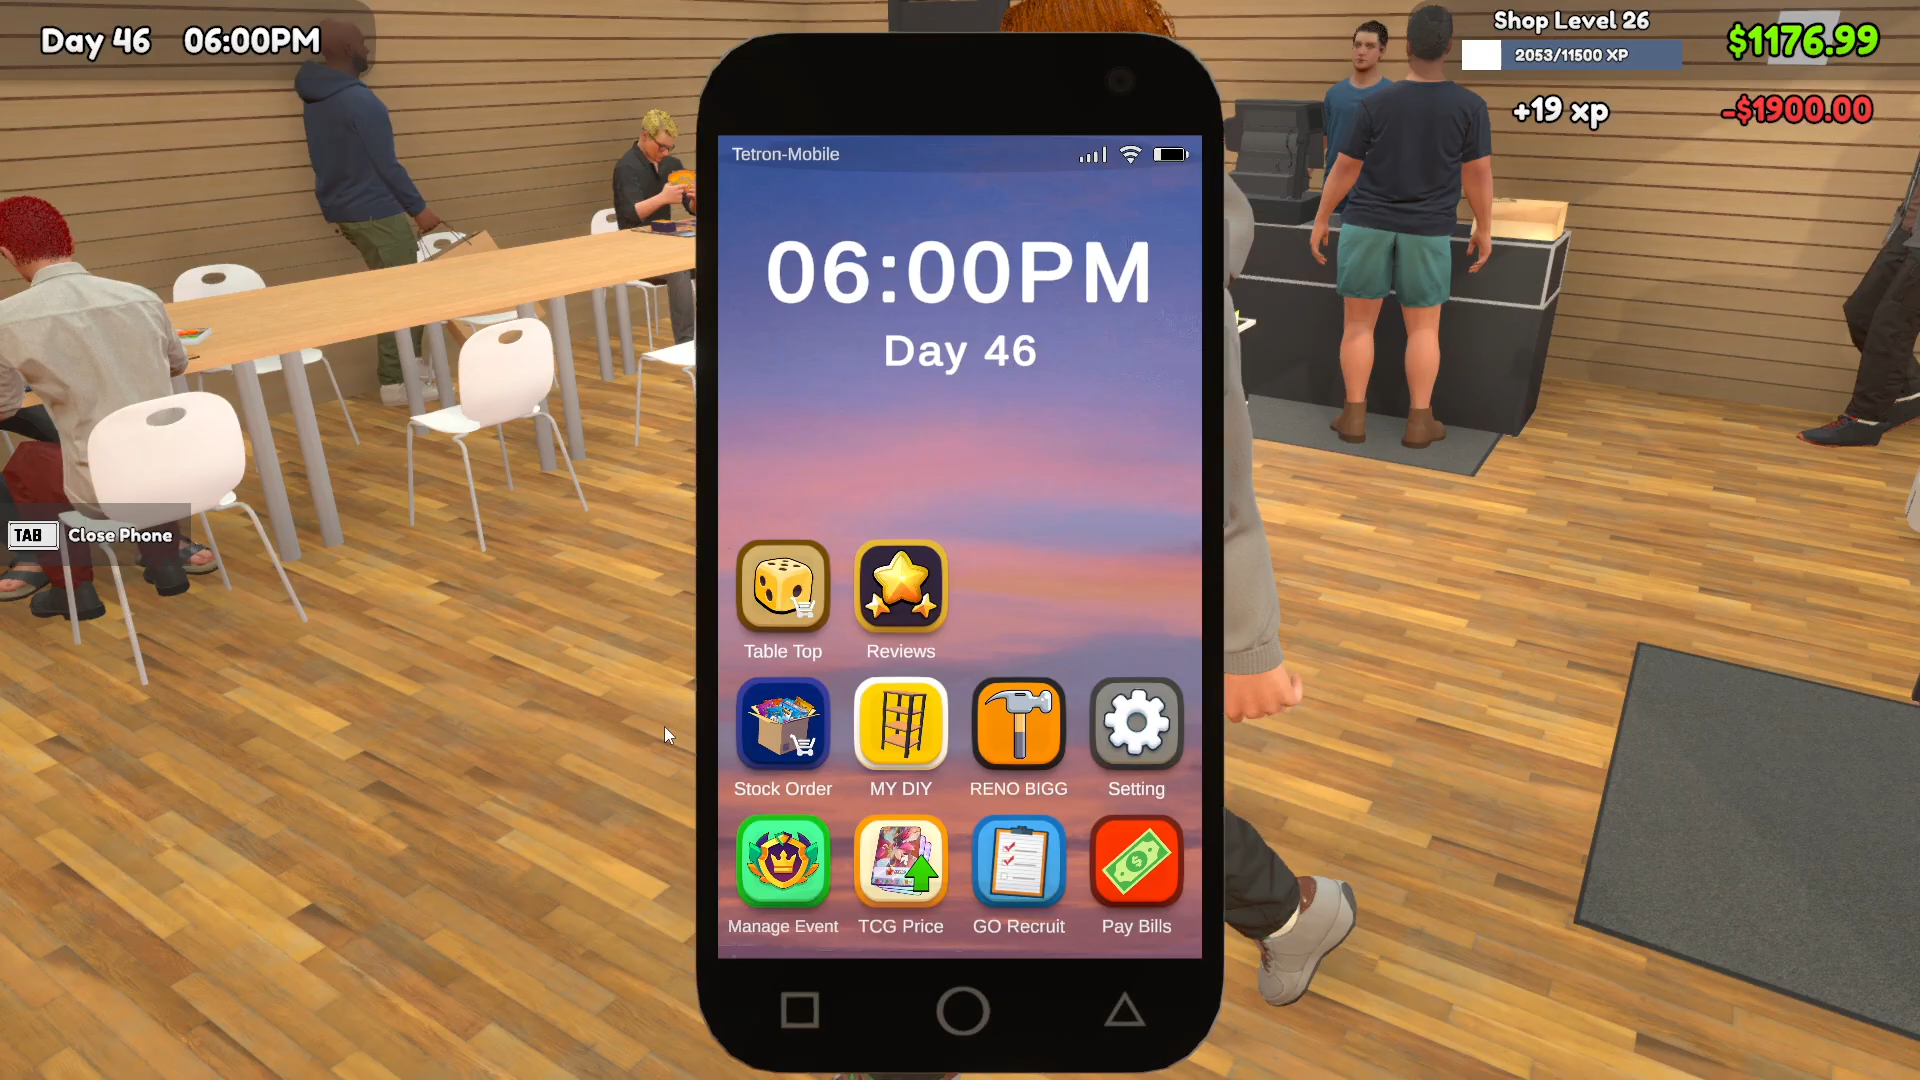 Day 46 06:00PM
Shop Level 26
2053/11500 XP
$1176.99
+19 xp
-$1900.00
Tetron-Mobile
06:00PM
Day 46
TAB Close Phone
Table Top
Reviews
Stock Order
MY DIY
RENO BIGG
Setting
Manage Event
TCG Price
GO Recruit
Pay Bills